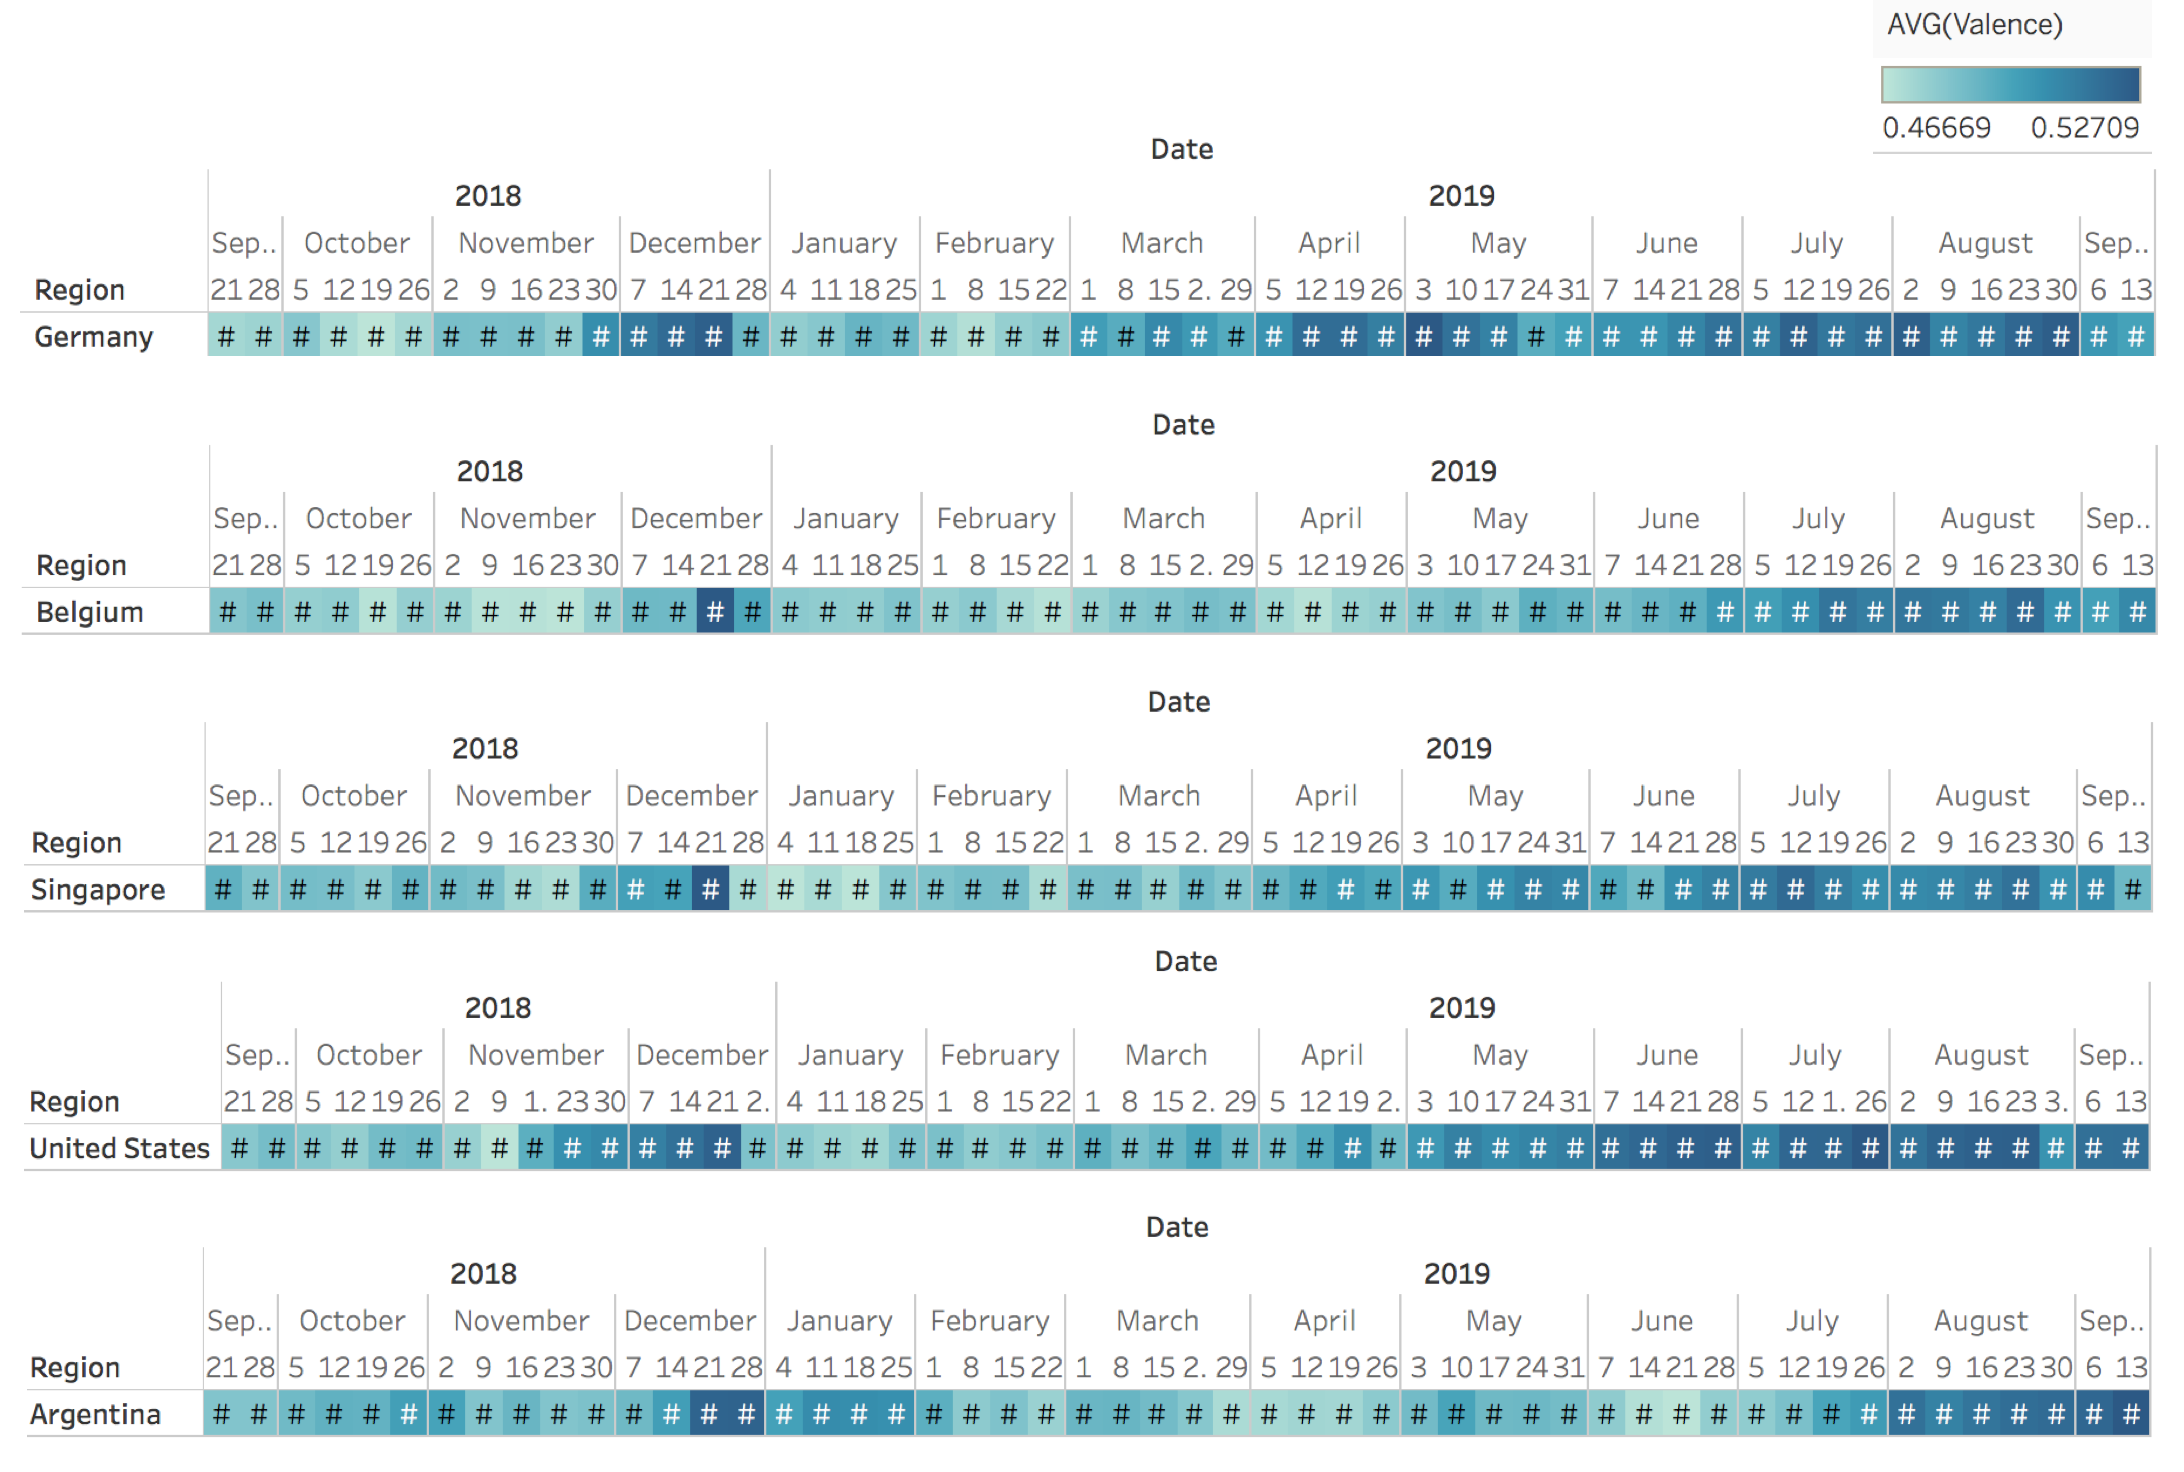 AVG(Valence)
0.46669 0.52709
Date
2018 2019
Sep.. October November December January February March April May June July August Sep..
Region 21 28 5 12 19 26 2 9 16 23 30 7 14 21 28 4 11 18 25 1 8 15 22 1 8 15 2. 29 5 12 19 26 3 10 17 24 31 7 14 21 28 5 12 19 26 2 9 16 23 30 6 13
Germany # # # # # # # # # # # # # # # # # # # # # # # # # # # # # # # # # # # # # # # # # # # # # # # # # # # #
Date
2018 2019
Sep.. October November December January February March April May June July August Sep..
Region 21 28 5 12 19 26 2 9 16 23 30 7 14 21 28 4 11 18 25 1 8 15 22 1 8 15 2. 29 5 12 19 26 3 10 17 24 31 7 14 21 28 5 12 19 26 2 9 16 23 30 6 13
Belgium # # # # # # # # # # # # # # # # # # # # # # # # # # # # # # # # # # # # # # # # # # # # # # # # # # # #
Date
2018 2019
Sep.. October November December January February March April May June July August Sep..
Region 21 28 5 12 19 26 2 9 16 23 30 7 14 21 28 4 11 18 25 1 8 15 22 1 8 15 2. 29 5 12 19 26 3 10 17 24 31 7 14 21 28 5 12 19 26 2 9 16 23 30 6 13
Singapore # # # # # # # # # # # # # # # # # # # # # # # # # # # # # # # # # # # # # # # # # # # # # # # # # # # #
Date
2018 2019
Sep.. October November December January February March April May June July August Sep..
Region 21 28 5 12 19 26 2 9 1. 23 30 7 14 21 2. 4 11 18 25 1 8 15 22 1 8 15 2. 29 5 12 19 2. 3 10 17 24 31 7 14 21 28 5 12 1. 26 2 9 16 23 3. 6 13
United States # # # # # # # # # # # # # # # # # # # # # # # # # # # # # # # # # # # # # # # # # # # # # # # # # # # #
Date
2018 2019
Sep.. October November December January February March April May June July August Sep..
Region 21 28 5 12 19 26 2 9 16 23 30 7 14 21 28 4 11 18 25 1 8 15 22 1 8 15 2. 29 5 12 19 26 3 10 17 24 31 7 14 21 28 5 12 19 26 2 9 16 23 30 6 13
Argentina # # # # # # # # # # # # # # # # # # # # # # # # # # # # # # # # # # # # # # # # # # # # # # # # # # # #